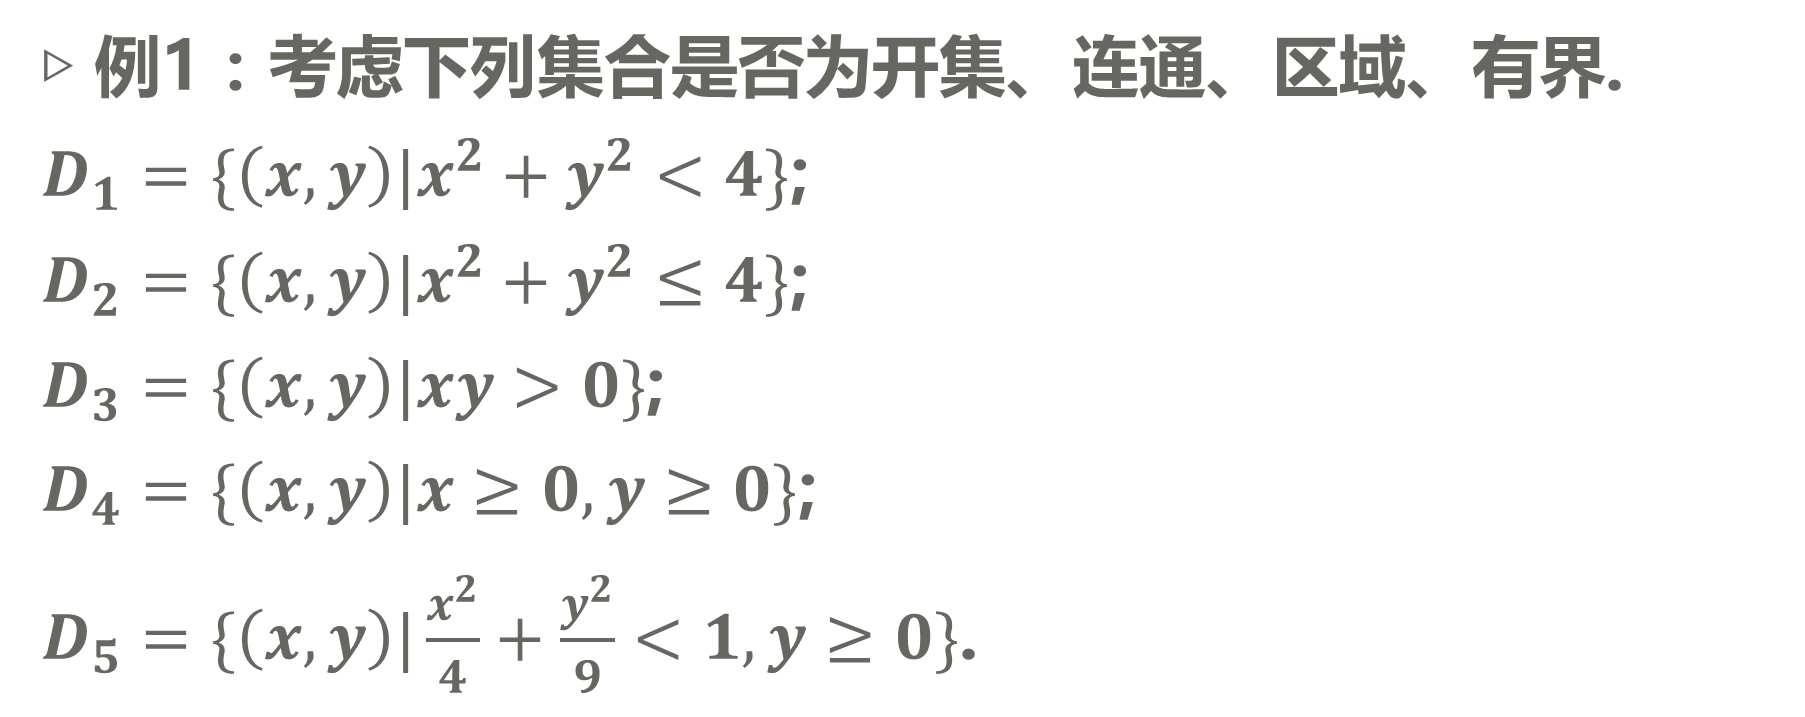 ▷ 例1：考虑下列集合是否为开集、连通、区域、有界.
D₁ = {(x, y)|x² + y² < 4};
D₂ = {(x, y)|x² + y² ≤ 4};
D₃ = {(x, y)|xy > 0};
D₄ = {(x, y)|x ≥ 0, y ≥ 0};
D₅ = {(x, y)|x²/4 + y²/9 < 1, y ≥ 0}.